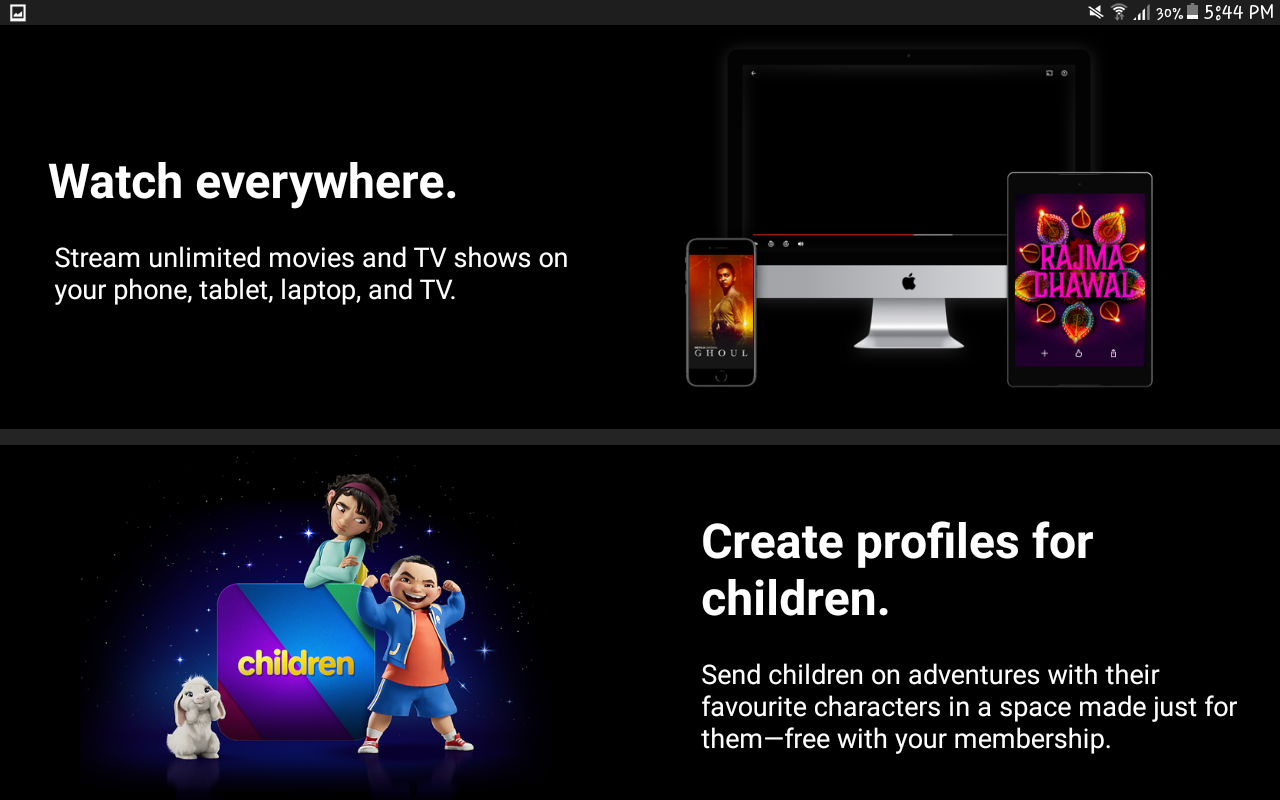 30% 5:44 PM
Watch everywhere.
Stream unlimited movies and TV shows on
your phone, tablet, laptop, and TV.
GHOUL
RAJMA
CHAWAL
children
Create profiles for
children.
Send children on adventures with their
favourite characters in a space made just for
them—free with your membership.